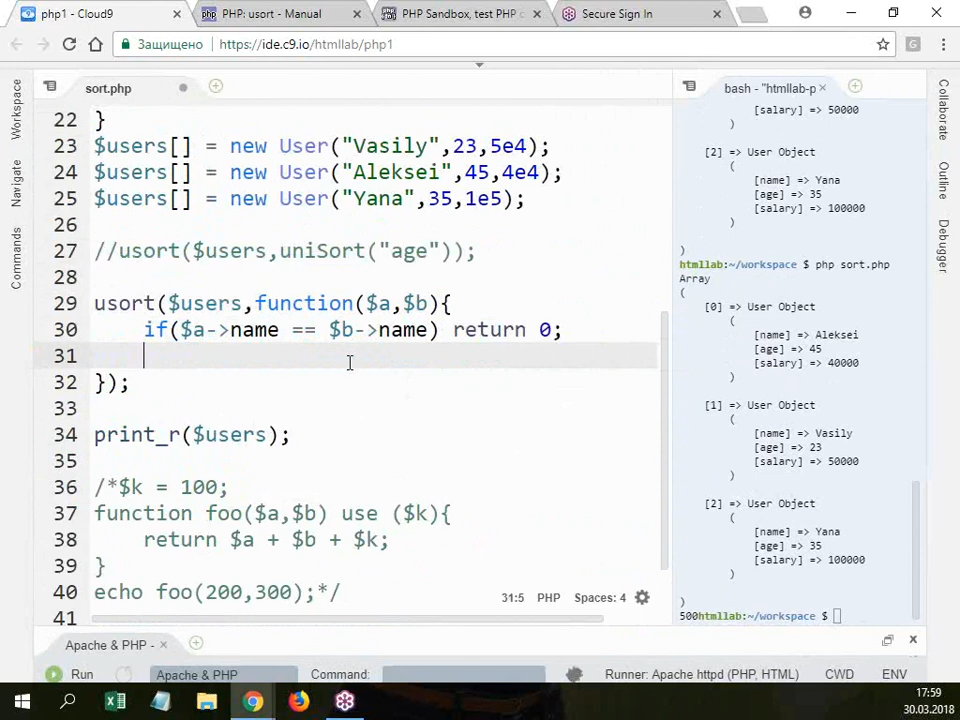 php1 - Cloud9
PHP: usort - Manual
PHP Sandbox, test PHP
Secure Sign In
Защищено
https://ide.c9.io/htmllab/php1
sort.php
bash - "htmllab-p
Workspace
Navigate
Commands
22 }
23 $users[] = new User("Vasily",23,5e4);
24 $users[] = new User("Aleksei",45,4e4);
25 $users[] = new User("Yana",35,1e5);
26
27 //usort($users,uniSort("age"));
28
29 usort($users,function($a,$b){
30 if($a->name == $b->name) return 0;
31
32 });
33
34 print_r($users);
35
36 /*$k = 100;
37 function foo($a,$b) use ($k){
38 return $a + $b + $k;
39 }
40 echo foo(200,300);*/
41
31:5 PHP Spaces: 4
[salary] => 50000
)
[2] => User Object
(
[name] => Yana
[age] => 35
[salary] => 100000
)
)
htmllab:~/workspace $ php sort.php
Array
(
[0] => User Object
(
[name] => Aleksei
[age] => 45
[salary] => 40000
)
[1] => User Object
(
[name] => Vasily
[age] => 23
[salary] => 50000
)
[2] => User Object
(
[name] => Yana
[age] => 35
[salary] => 100000
)
)
500htmllab:~/workspace $
Collaborate
Outline
Debugger
Apache & PHP -
Run
Apache & PHP
Command:
Runner: Apache httpd (PHP, HTML)
CWD
ENV
17:59
30.03.2018